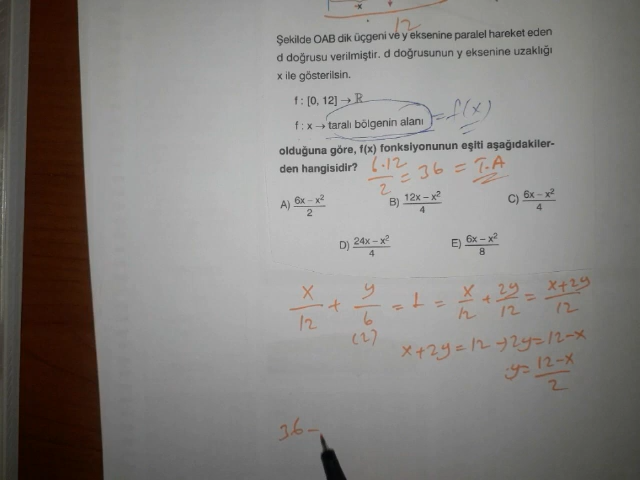 12
Şekilde OAB dik üçgeni ve y eksenine paralel hareket eden
d doğrusu verilmiştir. d doğrusunun y eksenine uzaklığı
x ile gösterilsin.
f : [0, 12] → R
f : x → taralı bölgenin alanı = f(x)
olduğuna göre, f(x) fonksiyonunun eşiti aşağıdakiler-
den hangisidir? 6.12/2 = 36 = T.A
A) 6x – x²/2 B) 12x – x²/4 C) 6x – x²/4
D) 24x – x²/4 E) 6x – x²/8
x/12 + y/6 = 1 = x/12 + 2y/12 = x+2y/12
(2)
x+2y=12 → 2y=12-x
y=12-x/2
36 –